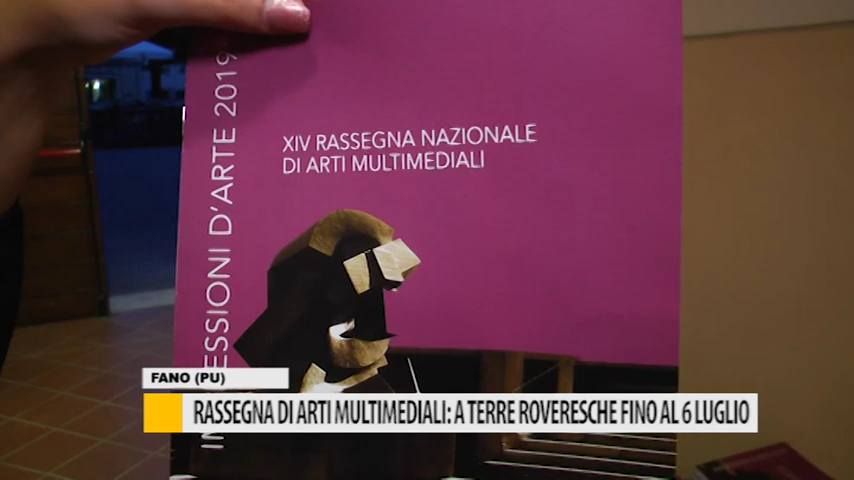 XIV RASSEGNA NAZIONALE
DI ARTI MULTIMEDIALI
D'ARTE 2019
FANO (PU)
RASSEGNA DI ARTI MULTIMEDIALI: A TERRE ROVERESCHE FINO AL 6 LUGLIO